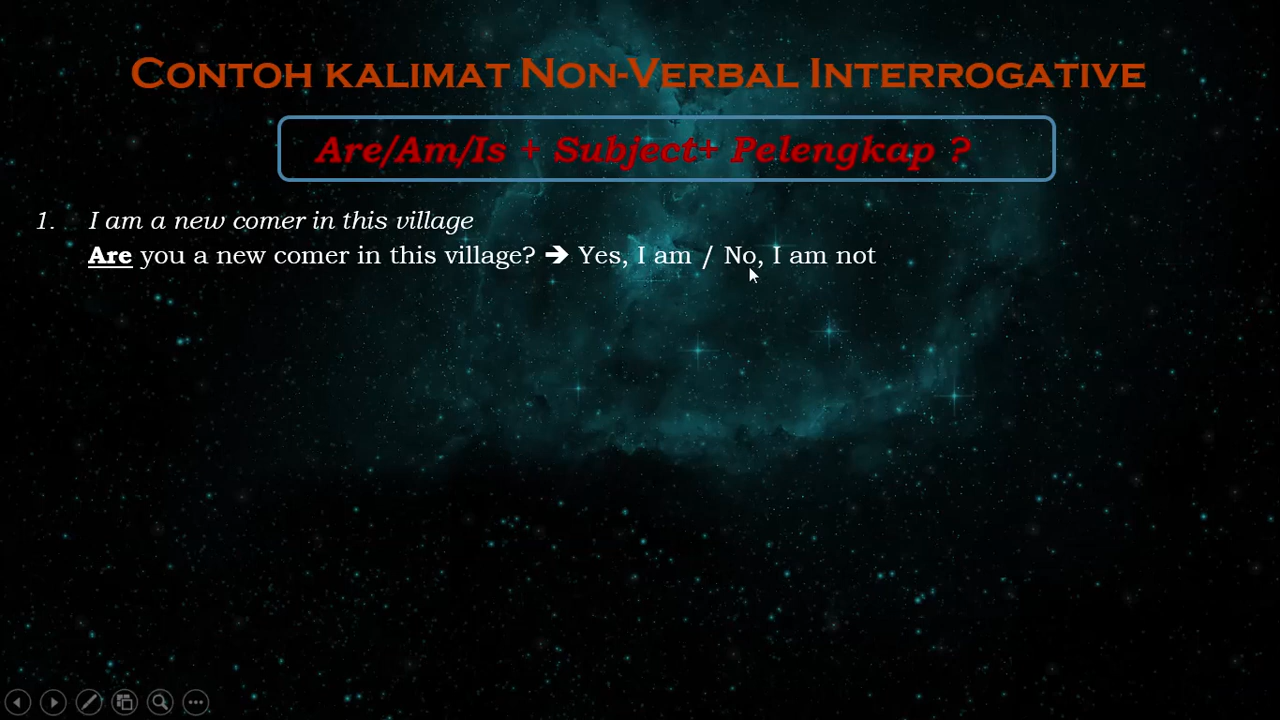 CONTOH KALIMAT NON-VERBAL INTERROGATIVE
Are/Am/Is + Subject+ Pelengkap ?
1. I am a new comer in this village
Are you a new comer in this village? 🡺 Yes, I am / No, I am not